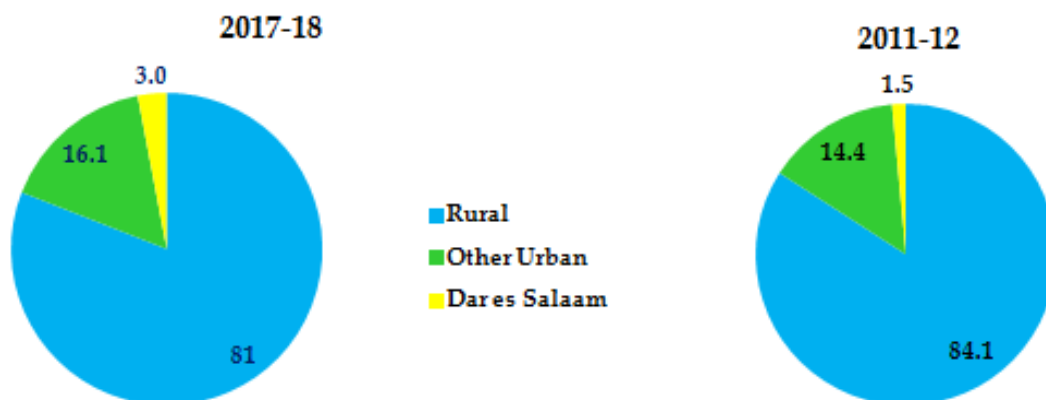 2017-18
3.0
16.1
81
Rural
Other Urban
Dar es Salaam
2011-12
1.5
14.4
84.1